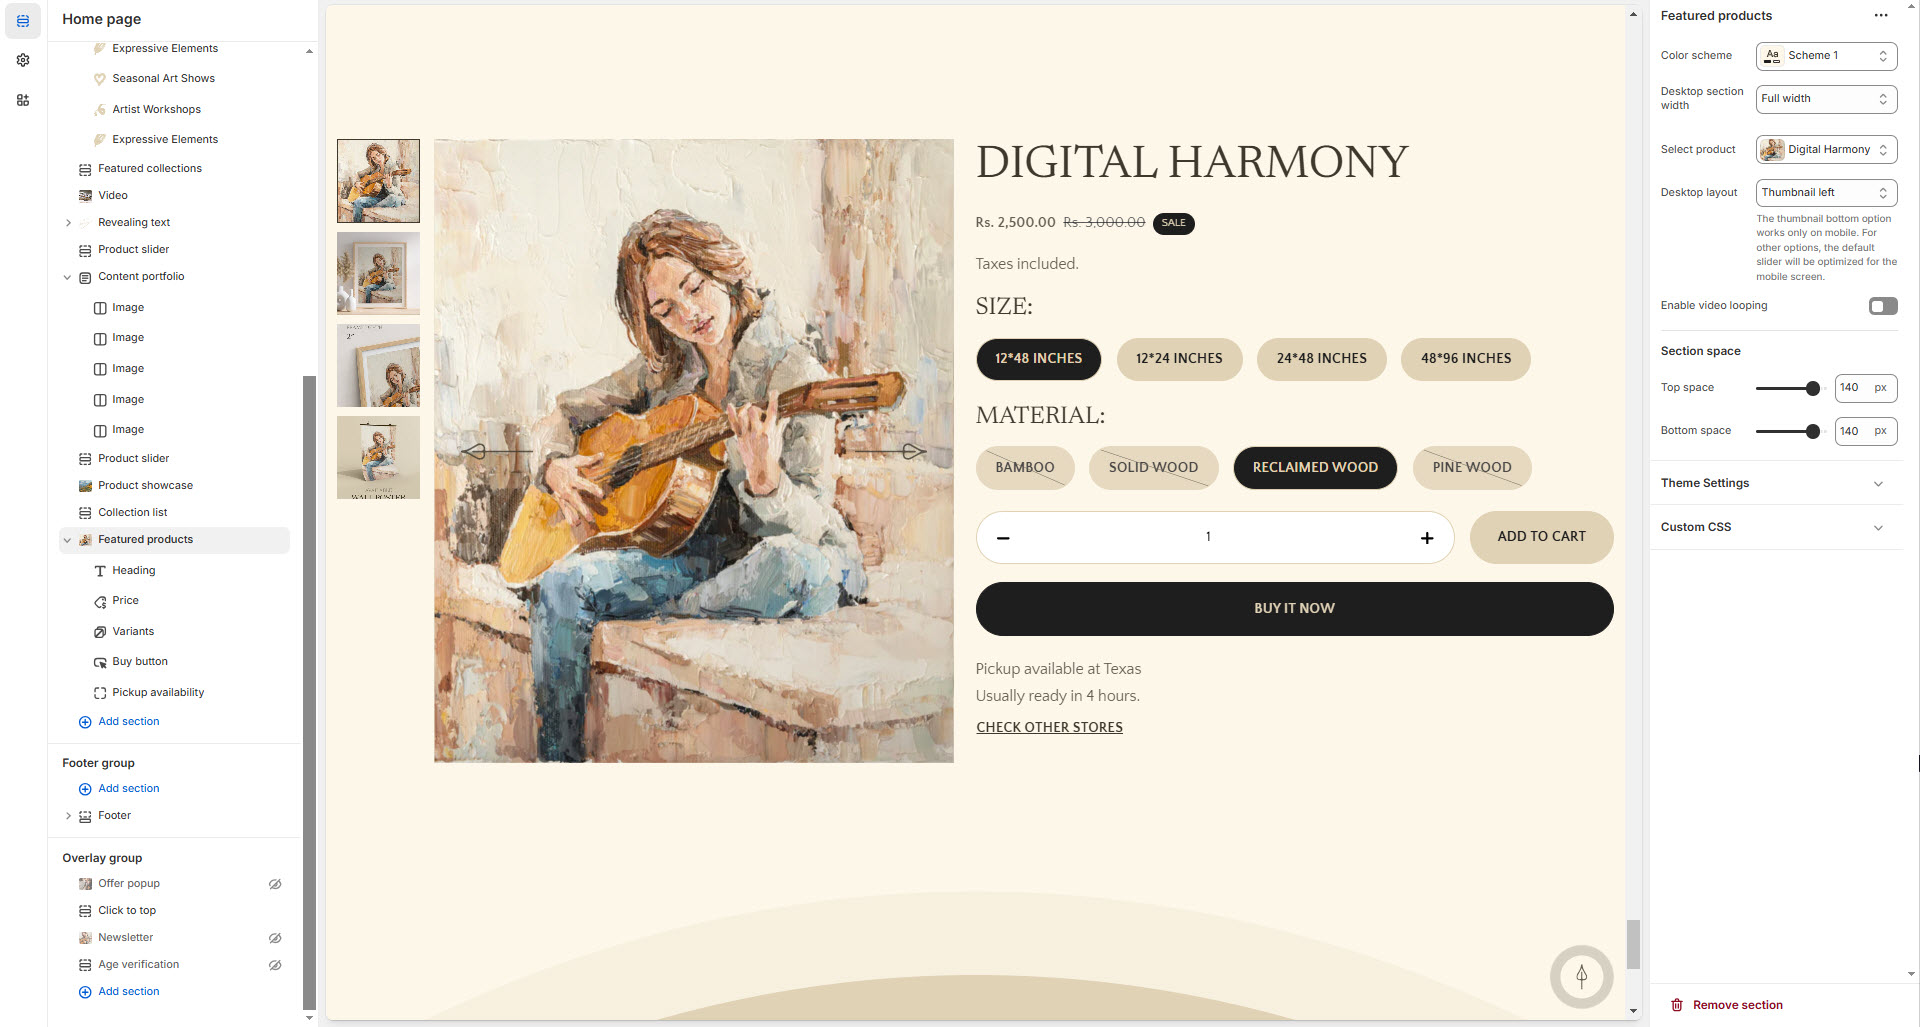 Home page
Expressive Elements
Seasonal Art Shows
Artist Workshops
Expressive Elements
Featured collections
Video
Revealing text
Product slider
Content portfolio
Image
Image
Image
Image
Image
Product slider
Product showcase
Collection list
Featured products
Heading
Price
Variants
Buy button
Pickup availability
Add section
Footer group
Add section
Footer
Overlay group
Offer popup
Click to top
Newsletter
Age verification
Add section
2"
WALL POSTER
DIGITAL HARMONY
Rs. 2,500.00 Rs. 3,000.00 SALE
Taxes included.
SIZE:
12*48 INCHES 12*24 INCHES 24*48 INCHES 48*96 INCHES
MATERIAL:
BAMBOO SOLID WOOD RECLAIMED WOOD PINE WOOD
1 ADD TO CART
BUY IT NOW
Pickup available at Texas
Usually ready in 4 hours.
CHECK OTHER STORES
Featured products
Color scheme Aa Scheme 1
Desktop section
width
Full width
Select product Digital Harmony
Desktop layout Thumbnail left
The thumbnail bottom option
works only on mobile. For
other options, the default
slider will be optimized for the
mobile screen.
Enable video looping
Section space
Top space 140 px
Bottom space 140 px
Theme Settings
Custom CSS
Remove section